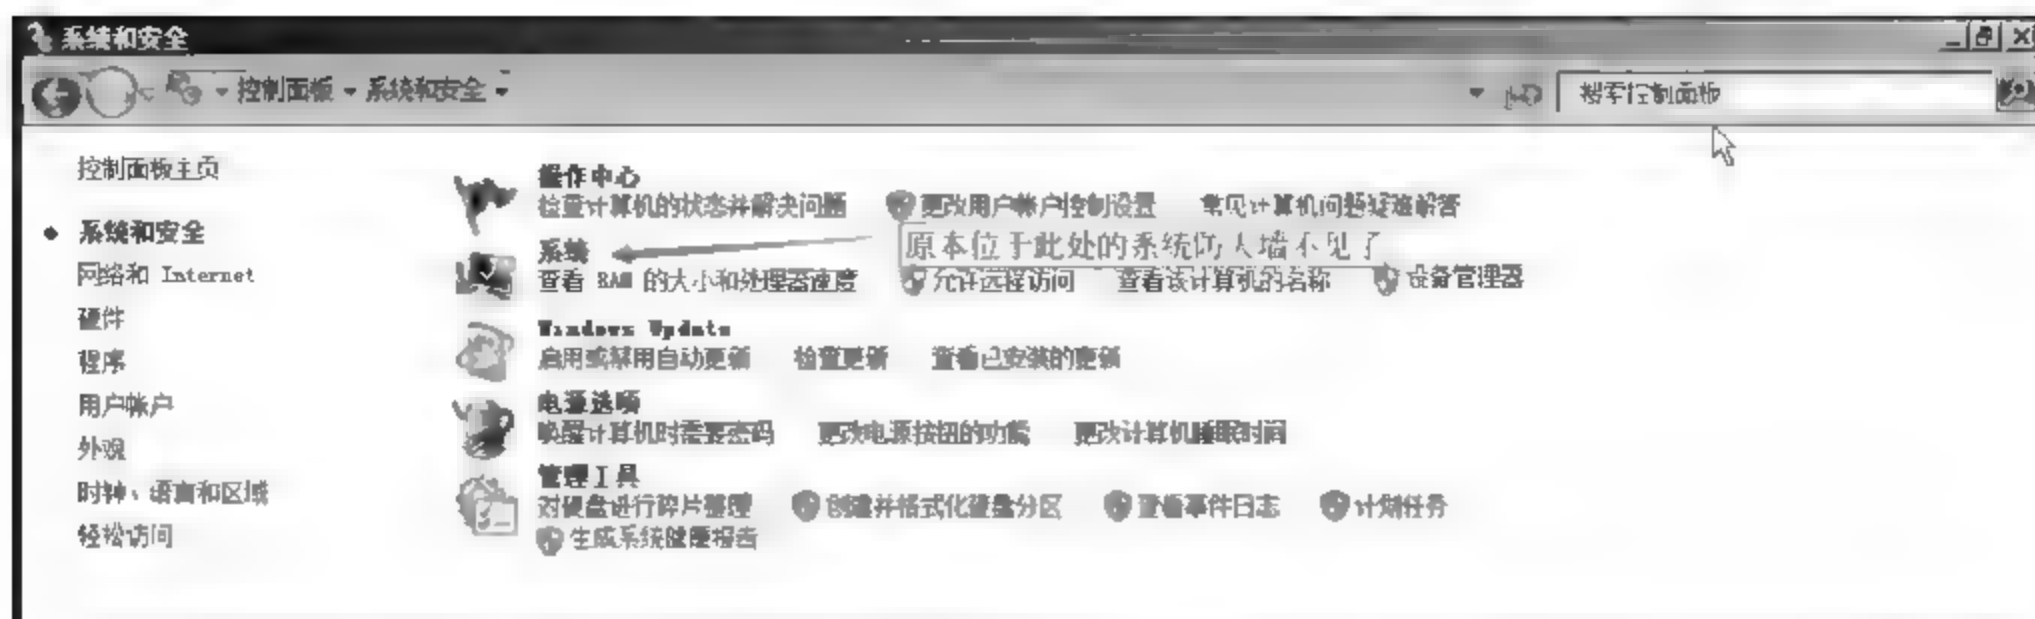 系统和安全
控制面板 系统和安全
搜索控制面板
控制面板主页
系统和安全
网络和 Internet
硬件
程序
用户帐户
外观
时钟、语言和区域
轻松访问
操作中心
检查计算机的状态并解决问题 更改用户帐户控制设置 常见计算机问题疑难解答
原本位于此处的系统防火墙不见了
系统
查看 RAM 的大小和处理器速度 允许远程访问 查看该计算机的名称 设备管理器
Windows Update
启用或禁用自动更新 检查更新 查看已安装的更新
电源选项
唤醒计算机时需要密码 更改电源按钮的功能 更改计算机睡眠时间
管理工具
对硬盘进行碎片整理 创建并格式化硬盘分区 查看事件日志 计划任务
生成系统健康报告